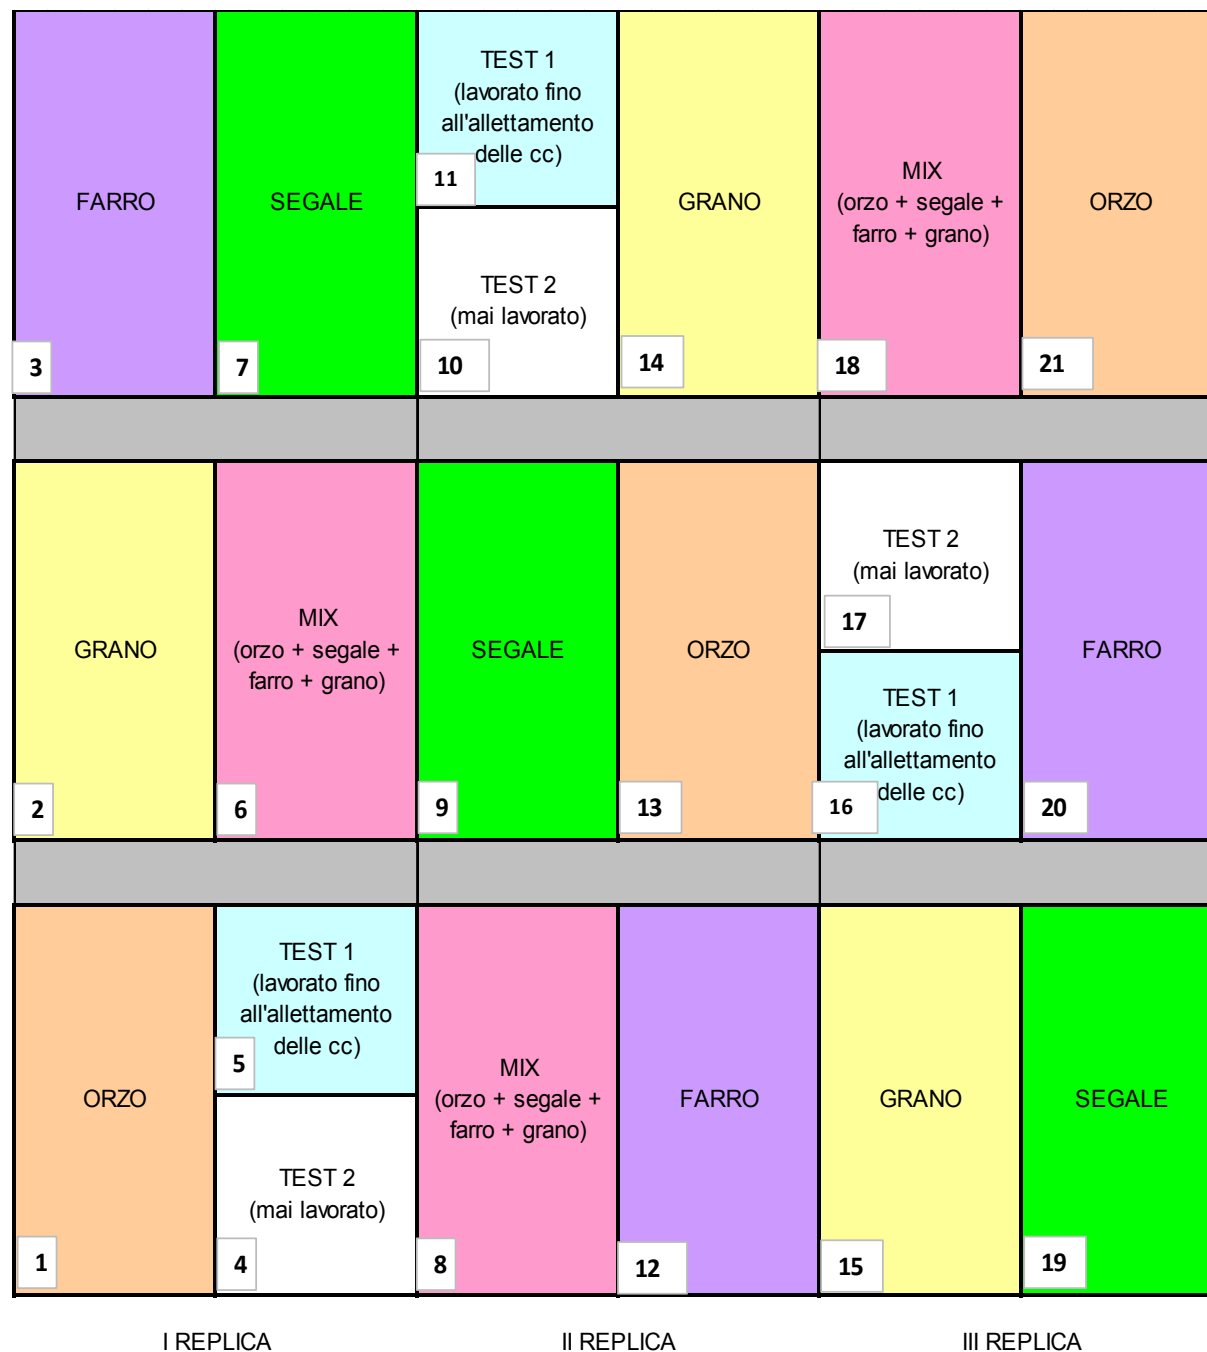 FARRO
3
SEGALE
7
TEST 1
(lavorato fino
all'allettamento
delle cc)
11
TEST 2
(mai lavorato)
10
GRANO
14
MIX
(orzo + segale +
farro + grano)
18
ORZO
21
GRANO
2
MIX
(orzo + segale +
farro + grano)
6
SEGALE
9
ORZO
13
TEST 2
(mai lavorato)
17
TEST 1
(lavorato fino
all'allettamento
delle cc)
16
FARRO
20
ORZO
1
TEST 1
(lavorato fino
all'allettamento
delle cc)
5
TEST 2
(mai lavorato)
4
MIX
(orzo + segale +
farro + grano)
8
FARRO
12
GRANO
15
SEGALE
19
I REPLICA
II REPLICA
III REPLICA